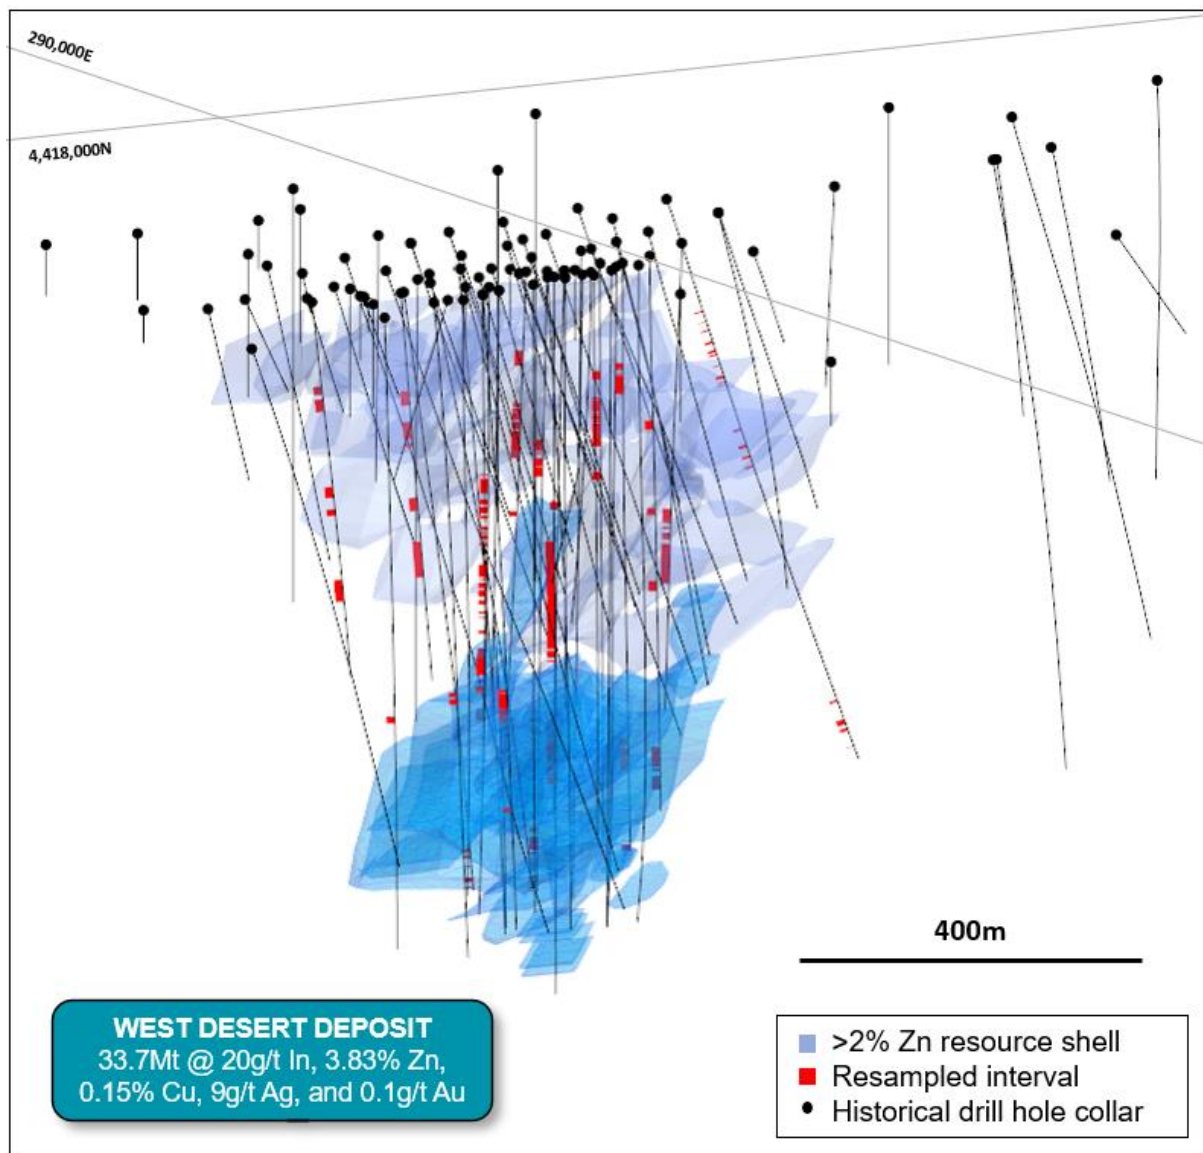 290,000E
4,418,000N
400m
WEST DESERT DEPOSIT
33.7Mt @ 20g/t In, 3.83% Zn,
0.15% Cu, 9g/t Ag, and 0.1g/t Au
>2% Zn resource shell
Resampled interval
Historical drill hole collar